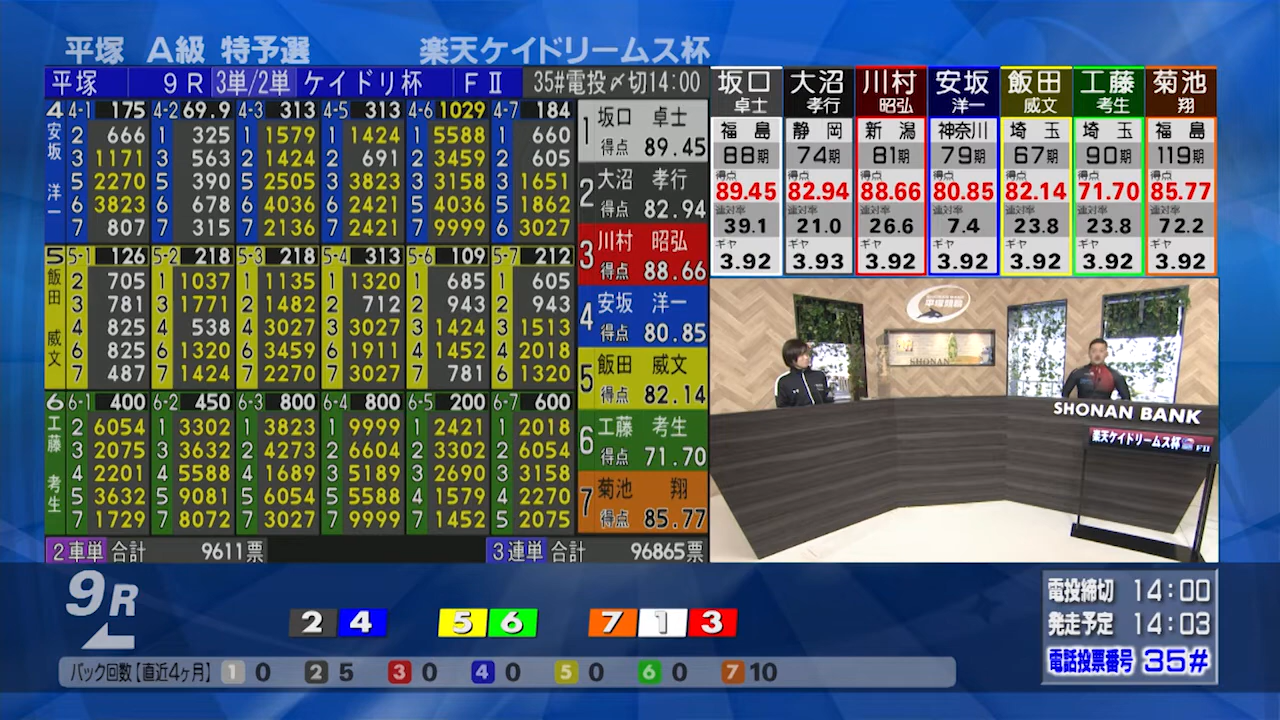 平塚 A級 特予選 楽天ケイドリームス杯
平塚 9R 3単/2単 ケイドリ杯 FⅡ 35#電投〆切14:00
4 安坂 洋一
4-1 175 4-2 69.9 4-3 313 4-5 313 4-6 1029 4-7 184
2 666 1 325 1 1579 1 1424 1 5588 1 660
3 1171 3 563 2 1424 2 691 2 3459 2 605
5 2270 5 390 5 2505 3 3823 3 3158 3 1651
6 3823 6 678 6 4036 6 2421 5 4036 5 1862
7 807 7 315 7 2136 7 2421 7 9999 6 3027
5 飯田 威文
5-1 126 5-2 218 5-3 218 5-4 313 5-6 109 5-7 212
2 705 1 1037 1 1135 1 1320 1 685 1 605
3 781 3 1771 2 1482 2 712 2 943 2 943
4 825 4 538 4 3027 3 3027 3 1424 3 1513
6 825 6 1320 6 3459 6 1911 4 1452 4 2018
7 487 7 1424 7 2270 7 3027 7 781 6 1320
6 工藤 考生
6-1 400 6-2 450 6-3 800 6-4 800 6-5 200 6-7 600
2 6054 1 3302 1 3823 1 9999 1 2421 1 2018
3 2075 3 3632 2 4273 2 6604 2 3302 2 6054
4 2201 4 5588 4 1689 3 5189 3 2690 3 3158
5 3632 5 9081 5 6054 5 5588 4 1579 4 2270
7 1729 7 8072 7 3027 7 9999 7 1452 5 2075
2車単 合計 9611票 3連単 合計 96865票
1 坂口 卓士 得点 89.45
2 大沼 孝行 得点 82.94
3 川村 昭弘 得点 88.66
4 安坂 洋一 得点 80.85
5 飯田 威文 得点 82.14
6 工藤 考生 得点 71.70
7 菊池 翔 得点 85.77
坂口 大沼 川村 安坂 飯田 工藤 菊池
卓士 孝行 昭弘 洋一 威文 考生 翔
福島 静岡 新潟 神奈川 埼玉 埼玉 福島
88期 74期 81期 79期 67期 90期 119期
得点 得点 得点 得点 得点 得点 得点
89.45 82.94 88.66 80.85 82.14 71.70 85.77
連対率 連対率 連対率 連対率 連対率 連対率 連対率
39.1 21.0 26.6 7.4 23.8 23.8 72.2
ギヤ ギヤ ギヤ ギヤ ギヤ ギヤ ギヤ
3.92 3.93 3.92 3.92 3.92 3.92 3.92
SHONAN BANK
平塚競輪
SHONAN
SHONAN BANK
楽天ケイドリームス杯 FⅡ
9R
2 4 5 6 7 1 3
バック回数【直近4ヶ月】 1 0 2 5 3 0 4 0 5 0 6 0 7 10
電投締切 14:00
発走予定 14:03
電話投票番号 35#